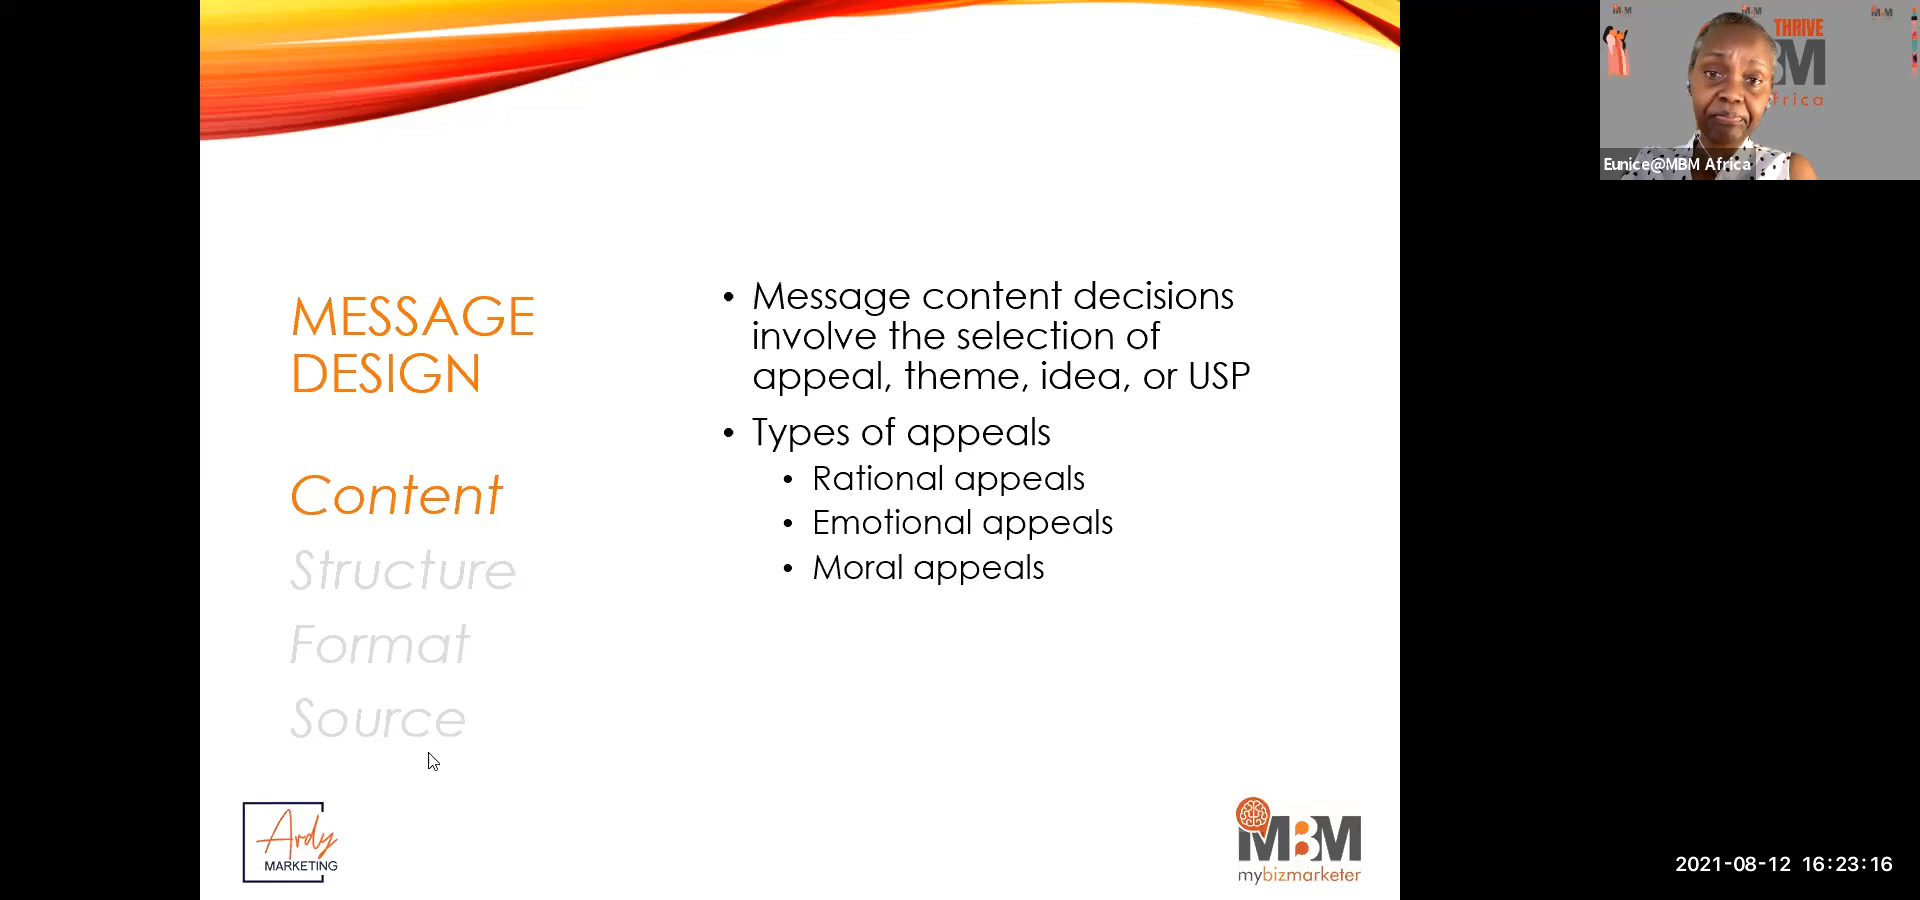 MESSAGE
DESIGN
Content
Structure
Format
Source
• Message content decisions
involve the selection of
appeal, theme, idea, or USP
• Types of appeals
• Rational appeals
• Emotional appeals
• Moral appeals
Ardy
MARKETING
MBM
mybizmarketer
THRIVE
BM
frica
Eunice@MBM Africa
2021-08-12 16:23:16